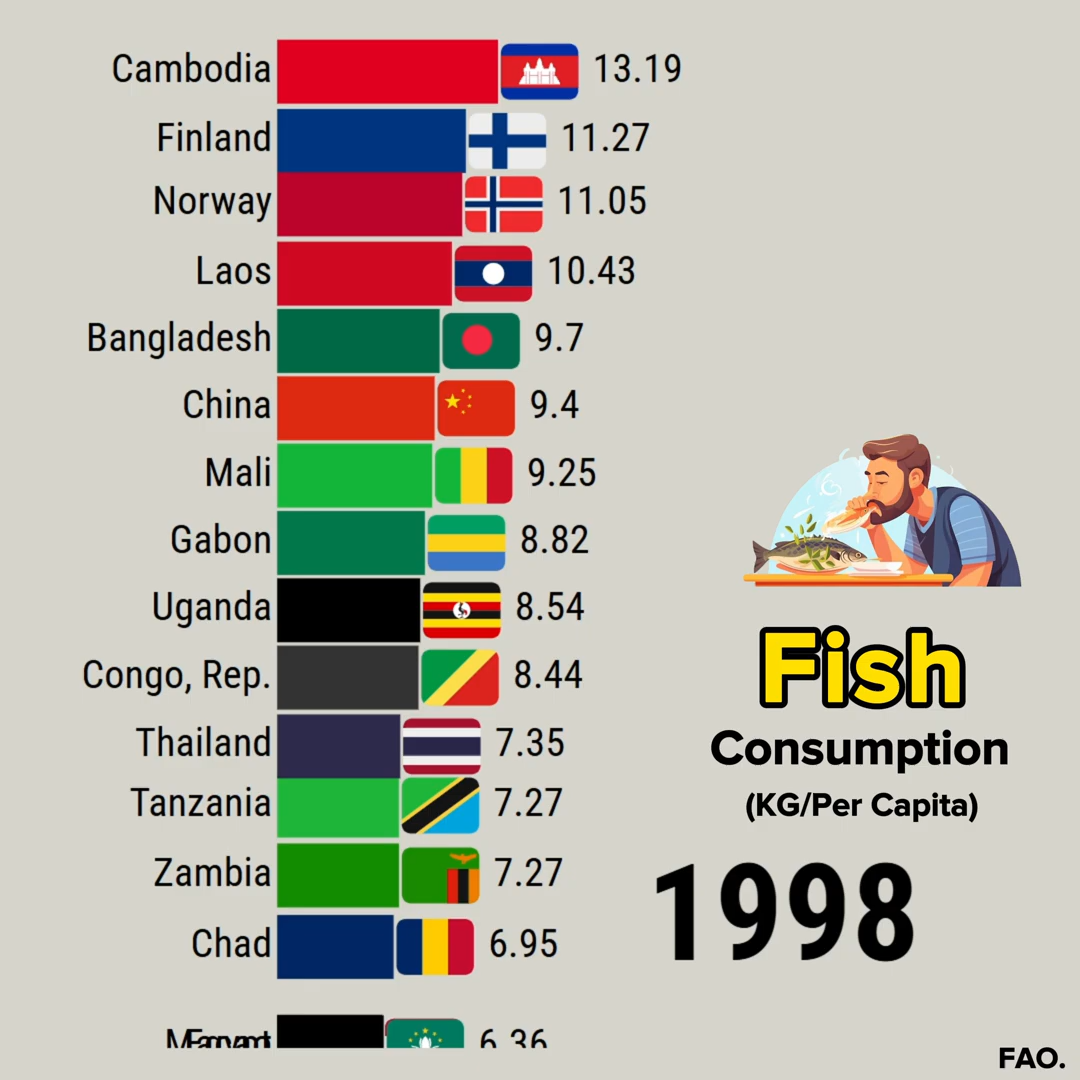 Cambodia 13.19
Finland 11.27
Norway 11.05
Laos 10.43
Bangladesh 9.7
China 9.4
Mali 9.25
Gabon 8.82
Uganda 8.54
Congo, Rep. 8.44
Thailand 7.35
Tanzania 7.27
Zambia 7.27
Chad 6.95
6.36
Fish
Consumption
(KG/Per Capita)
1998
FAO.